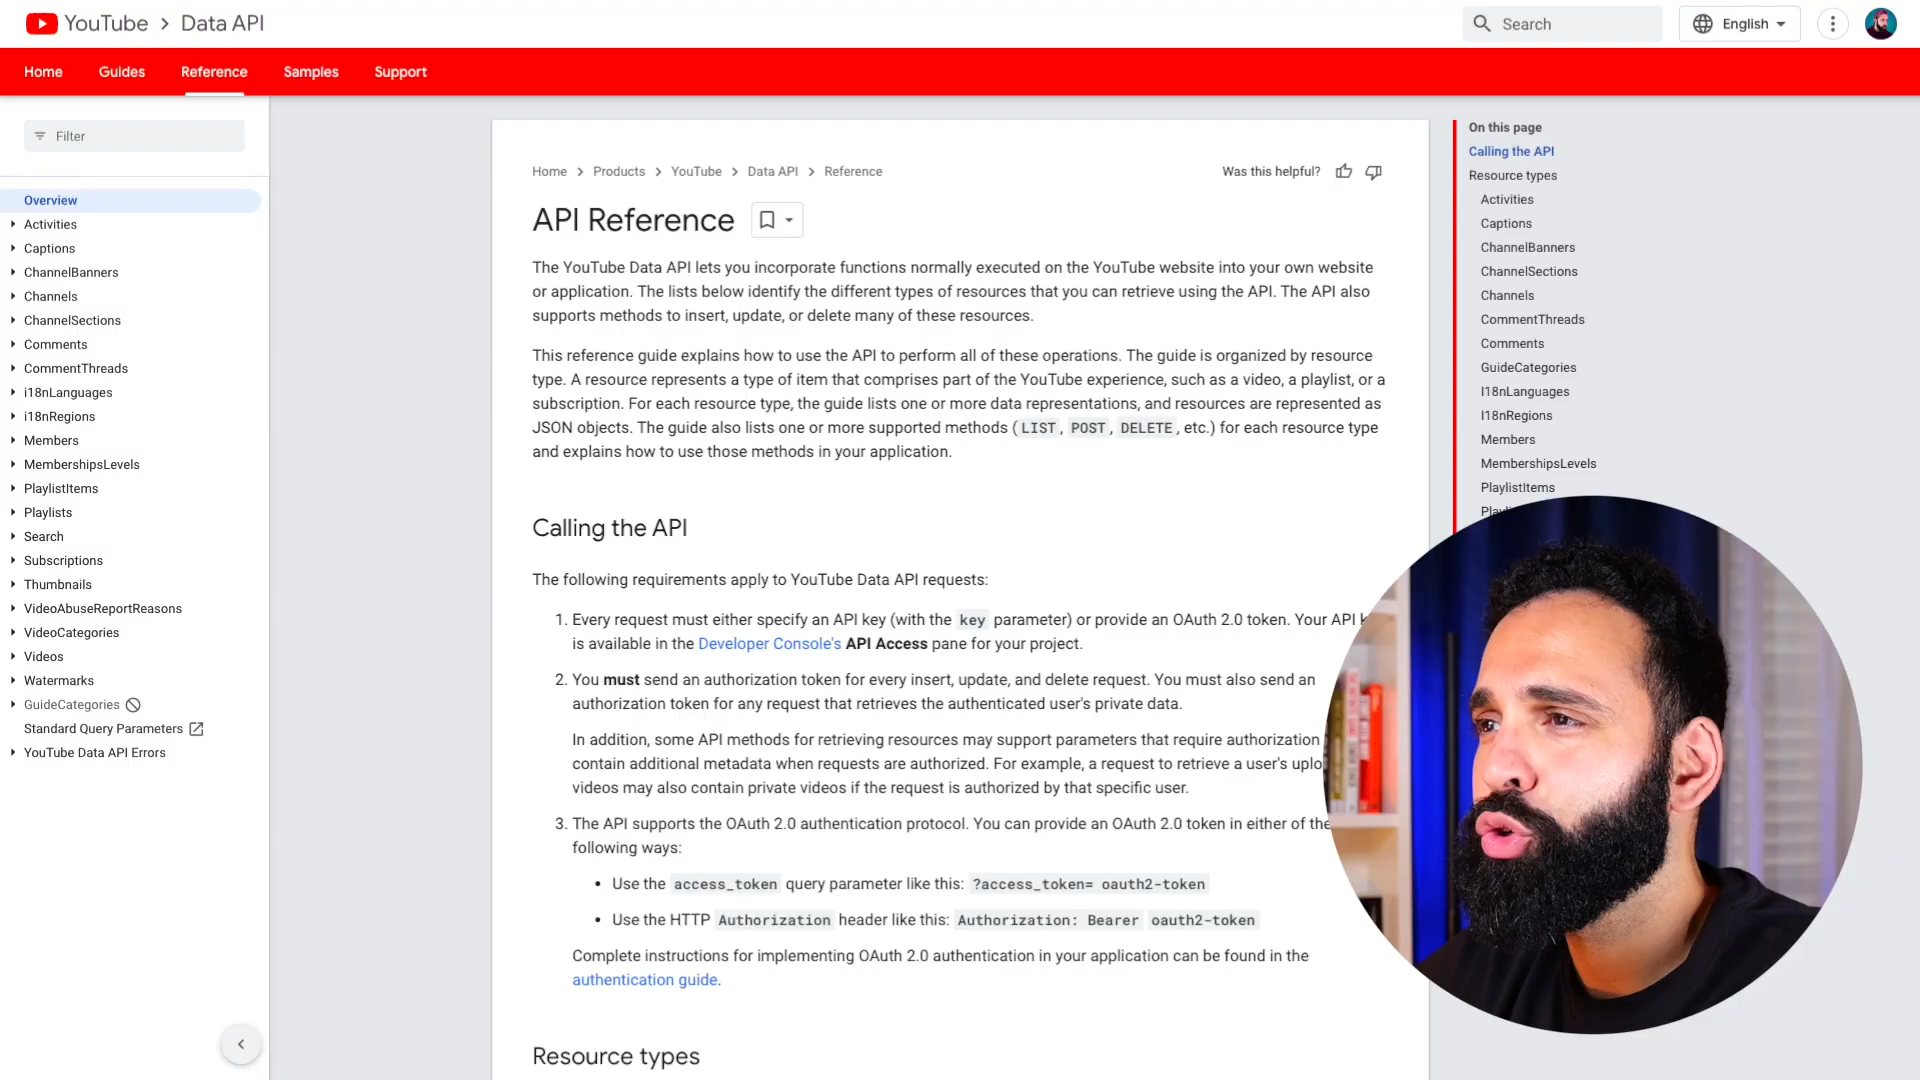 YouTube > Data API
Search
English
Home Guides Reference Samples Support
Filter
Overview
Activities
Captions
ChannelBanners
Channels
ChannelSections
Comments
CommentThreads
i18nLanguages
i18nRegions
Members
MembershipsLevels
PlaylistItems
Playlists
Search
Subscriptions
Thumbnails
VideoAbuseReportReasons
VideoCategories
Videos
Watermarks
GuideCategories
Standard Query Parameters
YouTube Data API Errors
Home > Products > YouTube > Data API > Reference
Was this helpful?
API Reference
The YouTube Data API lets you incorporate functions normally executed on the YouTube website into your own website
or application. The lists below identify the different types of resources that you can retrieve using the API. The API also
supports methods to insert, update, or delete many of these resources.
This reference guide explains how to use the API to perform all of these operations. The guide is organized by resource
type. A resource represents a type of item that comprises part of the YouTube experience, such as a video, a playlist, or a
subscription. For each resource type, the guide lists one or more data representations, and resources are represented as
JSON objects. The guide also lists one or more supported methods (LIST, POST, DELETE, etc.) for each resource type
and explains how to use those methods in your application.
Calling the API
The following requirements apply to YouTube Data API requests:
1. Every request must either specify an API key (with the key parameter) or provide an OAuth 2.0 token. Your API
is available in the Developer Console's API Access pane for your project.
2. You must send an authorization token for every insert, update, and delete request. You must also send an
authorization token for any request that retrieves the authenticated user's private data.
In addition, some API methods for retrieving resources may support parameters that require authorization
contain additional metadata when requests are authorized. For example, a request to retrieve a user's
videos may also contain private videos if the request is authorized by that specific user.
3. The API supports the OAuth 2.0 authentication protocol. You can provide an OAuth 2.0 token in either of the
following ways:
• Use the access_token query parameter like this: ?access_token= oauth2-token
• Use the HTTP Authorization header like this: Authorization: Bearer oauth2-token
Complete instructions for implementing OAuth 2.0 authentication in your application can be found in the
authentication guide.
Resource types
On this page
Calling the API
Resource types
Activities
Captions
ChannelBanners
ChannelSections
Channels
CommentThreads
Comments
GuideCategories
I18nLanguages
I18nRegions
Members
MembershipsLevels
PlaylistItems